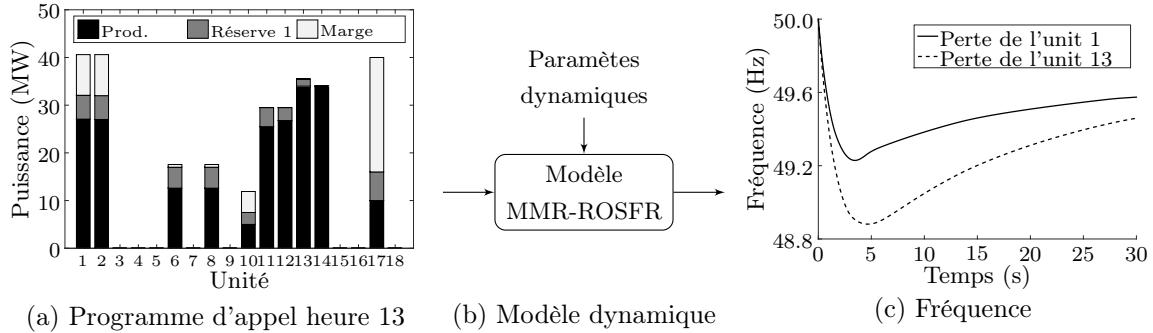 Puissance (MW)
50
40
30
20
10
0
Prod. Réserve 1 Marge
1 2 3 4 5 6 7 8 9 10 11 12 13 14 15 16 17 18
Unité
(a) Programme d'appel heure 13
Paramètes
dynamiques
Modèle
MMR-ROSFR
(b) Modèle dynamique
Fréquence (Hz)
50.0
49.6
49.2
48.8
Perte de l'unit 1
Perte de l'unit 13
0 5 10 15 20 25 30
Temps (s)
(c) Fréquence